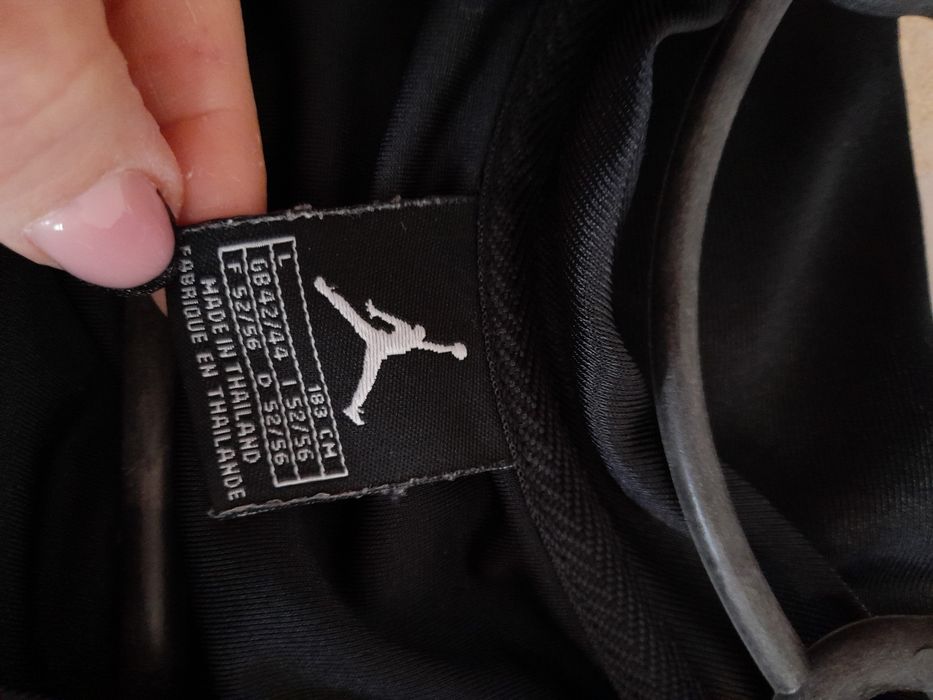 L 183 CM
GB 42/44 I 52/56
F 52/56 D 52/56
MADE IN THAILAND
FABRIQUE EN THAILANDE